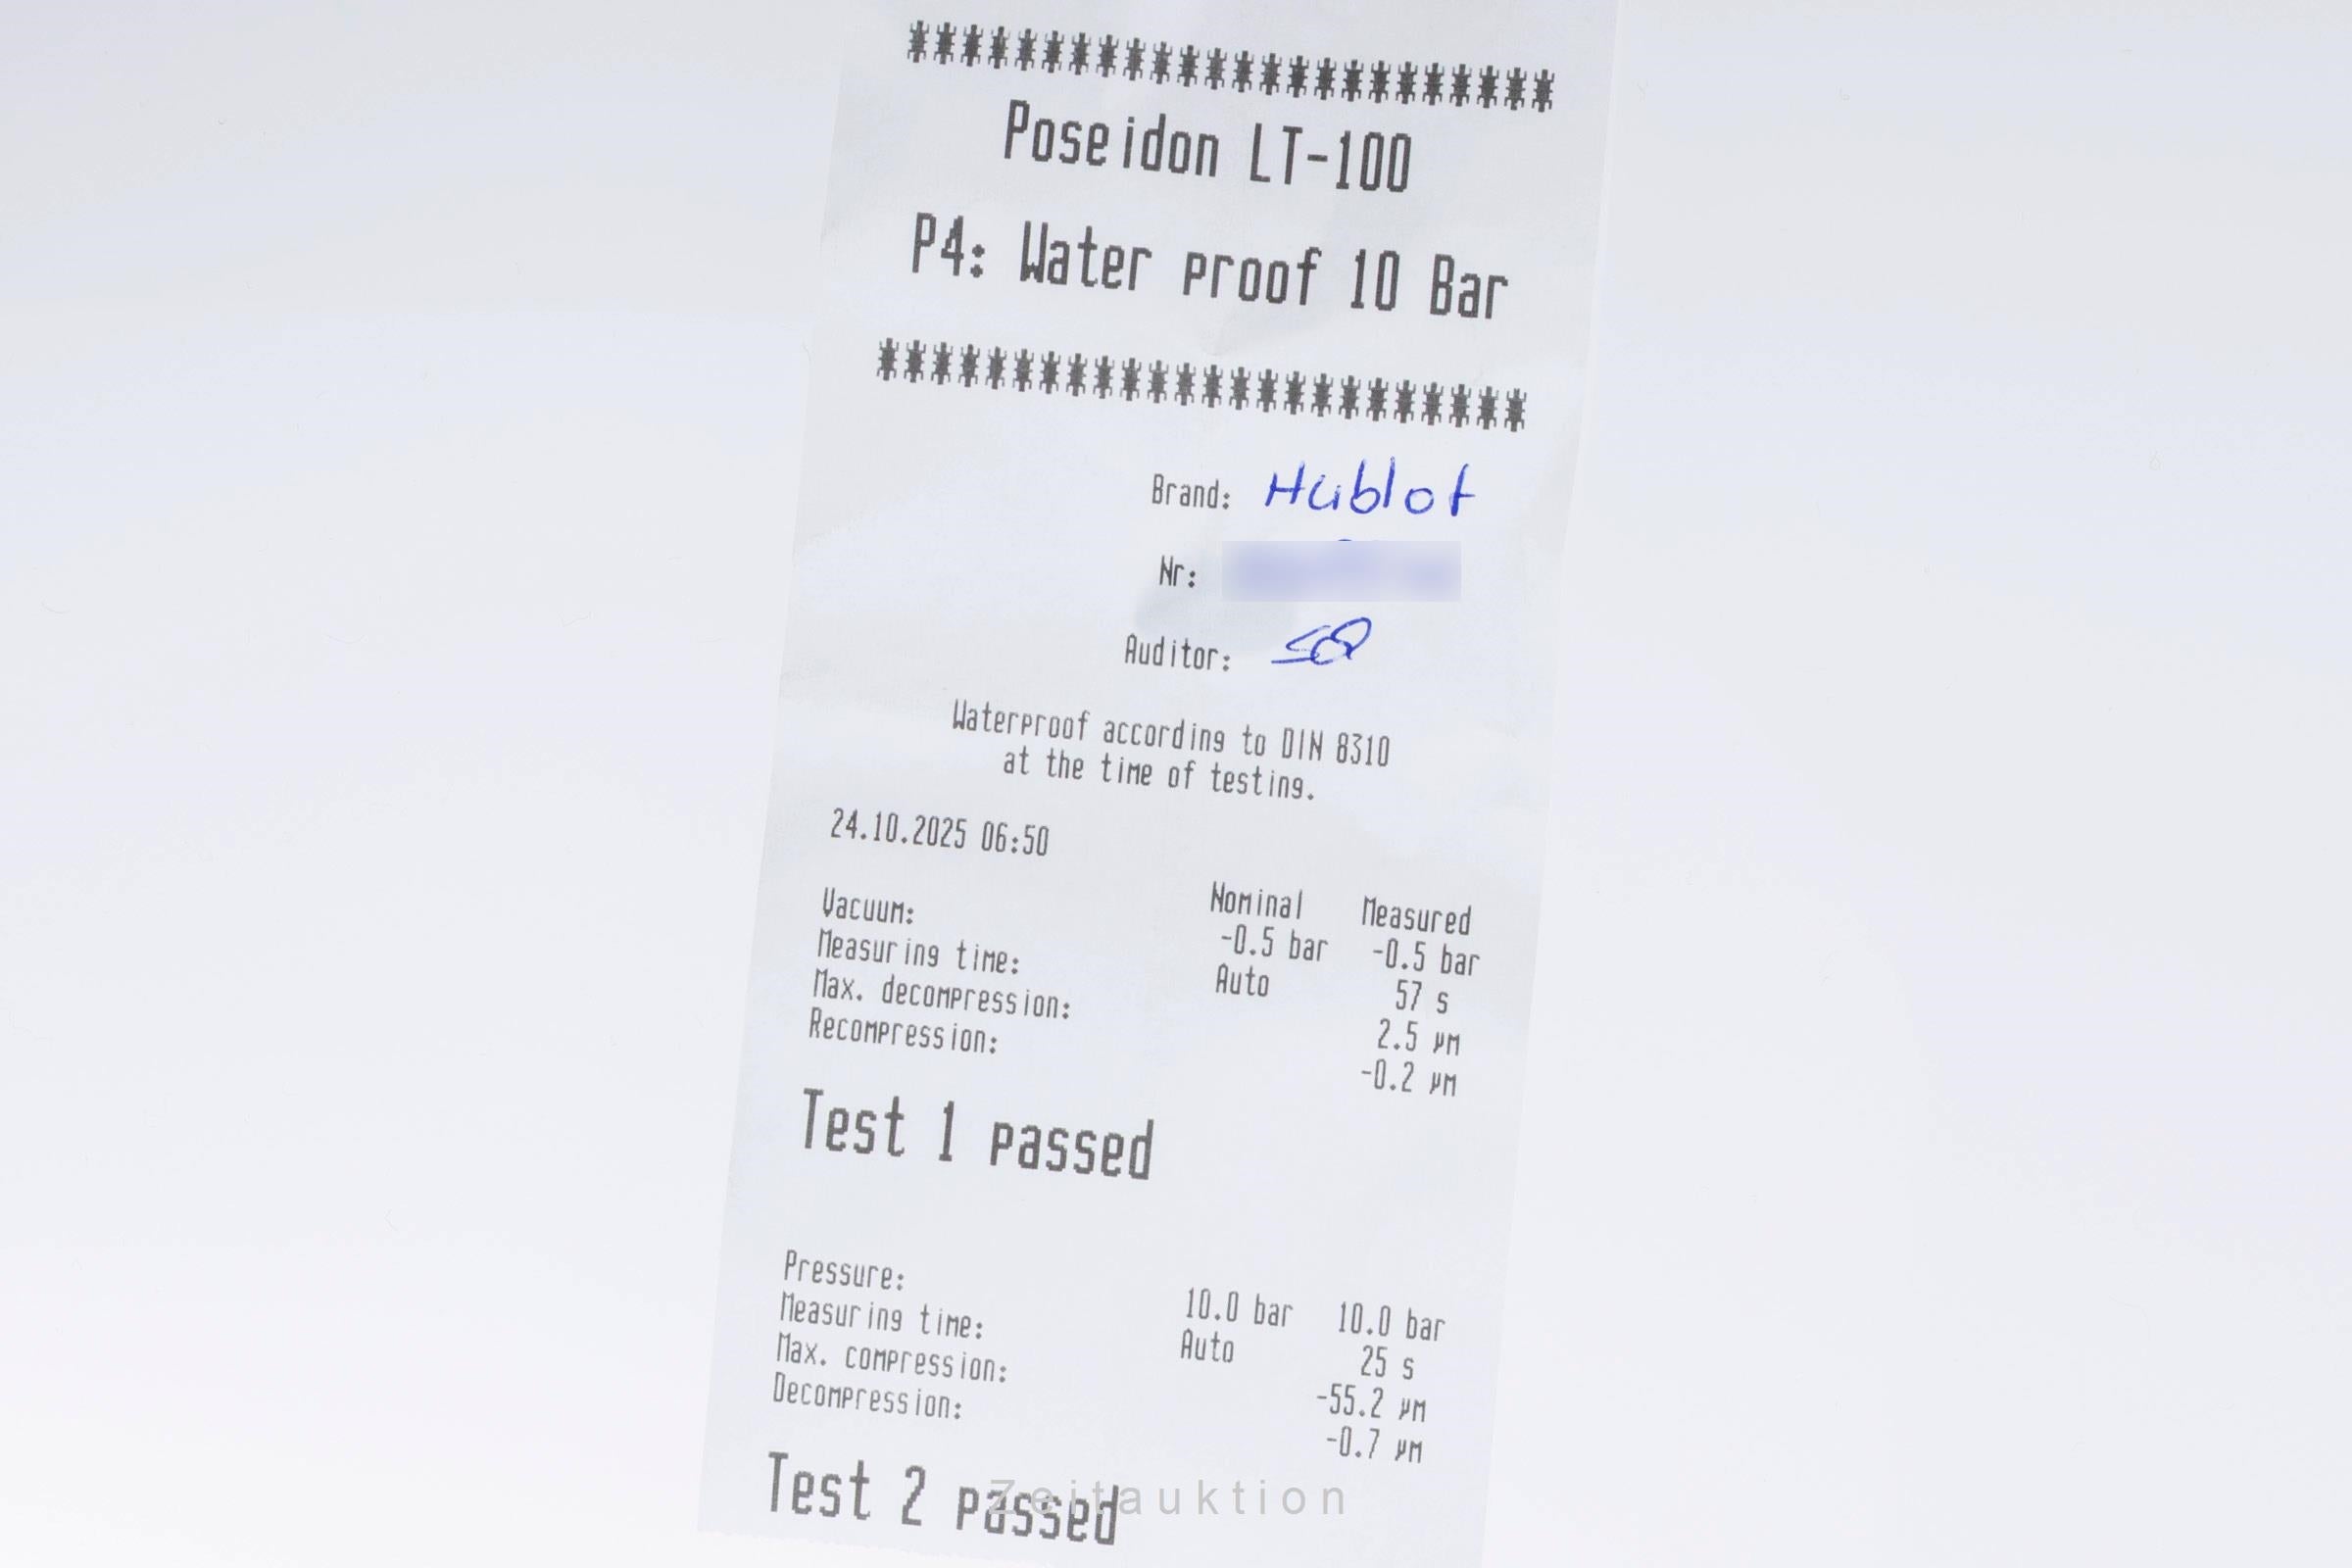 ************************
Poseidon LT-100
P4: Water proof 10 Bar
************************
Brand: Hublot
Nr:
Auditor:
Waterproof according to DIN 8310
at the time of testing.
24.10.2025 06:50
Nominal Measured
Vacuum: -0.5 bar -0.5 bar
Measuring time: Auto 57 s
Max. decompression: 2.5 µm
Recompression: -0.2 µm
Test 1 passed
Pressure: 10.0 bar 10.0 bar
Measuring time: Auto 25 s
Max. compression: -55.2 µm
Decompression: -0.7 µm
Test 2 passed
Zeitauktion